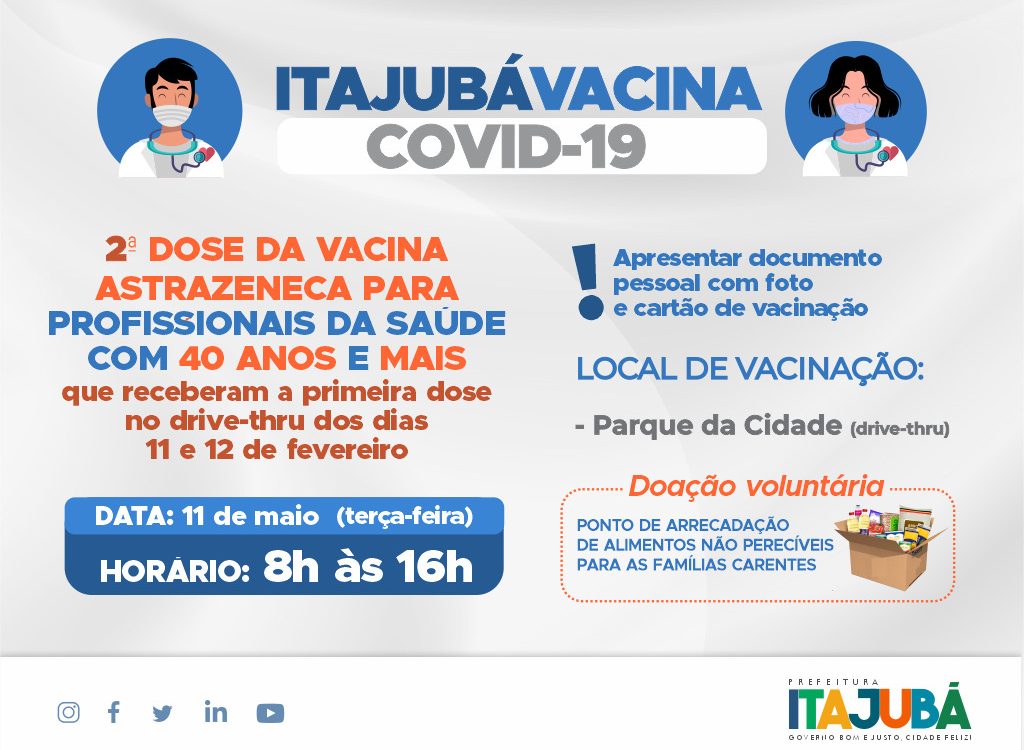 ITAJUBÁVACINA
COVID-19
2ª DOSE DA VACINA
ASTRAZENECA PARA
PROFISSIONAIS DA SAÚDE
COM 40 ANOS E MAIS
que receberam a primeira dose
no drive-thru dos dias
11 e 12 de fevereiro
DATA: 11 de maio (terça-feira)
HORÁRIO: 8h às 16h
! Apresentar documento
pessoal com foto
e cartão de vacinação
LOCAL DE VACINAÇÃO:
- Parque da Cidade (drive-thru)
Doação voluntária
PONTO DE ARRECADAÇÃO
DE ALIMENTOS NÃO PERECÍVEIS
PARA AS FAMÍLIAS CARENTES
PREFEITURA
ITAJUBÁ
GOVERNO BOM E JUSTO, CIDADE FELIZ!